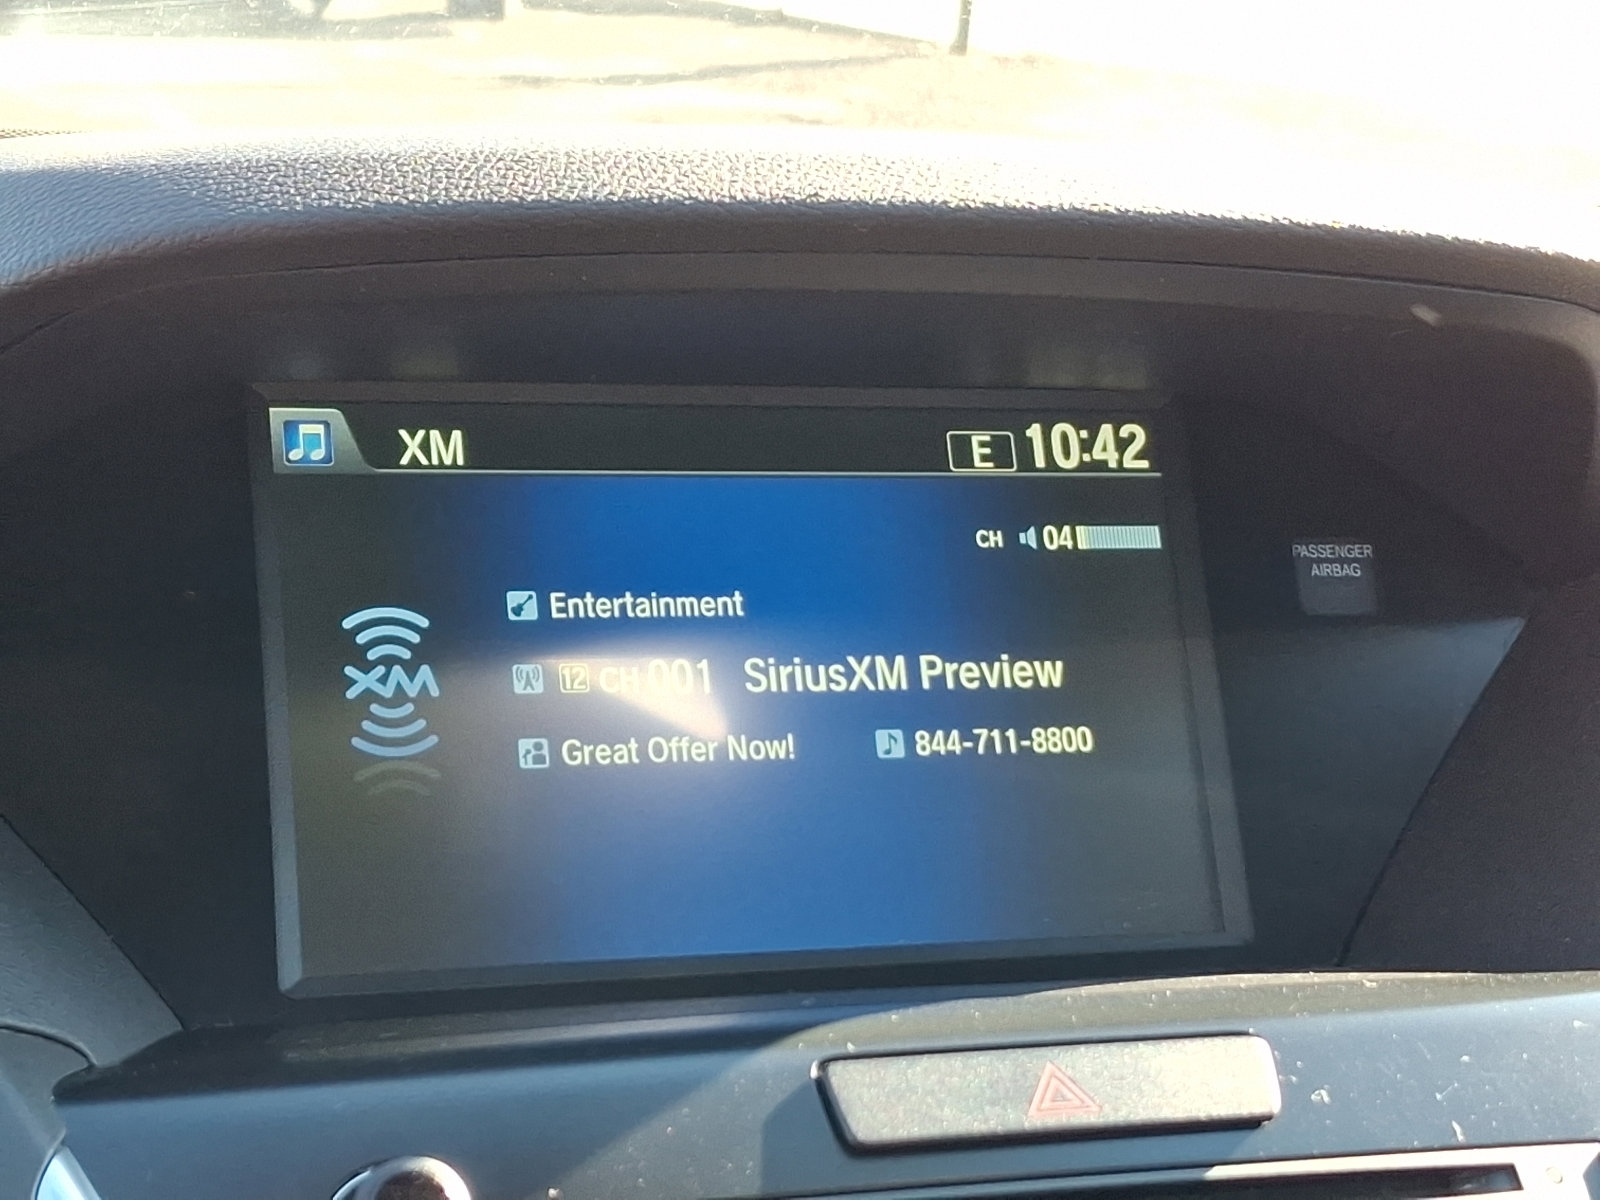 XM E 10:42
CH 04
Entertainment
XM 12 CH 001 SiriusXM Preview
Great Offer Now! 844-711-8800
PASSENGER
AIRBAG